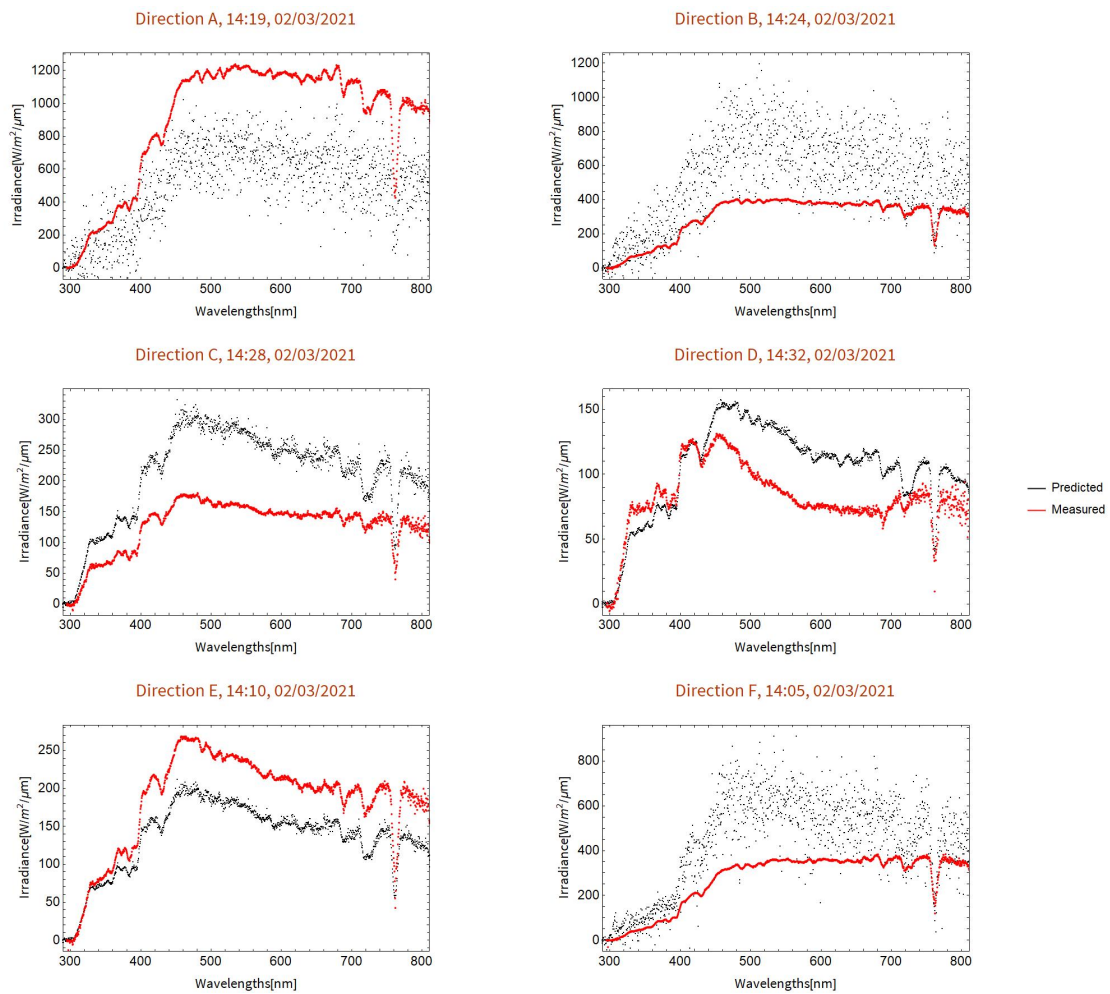 Direction A, 14:19, 02/03/2021
Irradiance[W/m²/μm]
1200
1000
800
600
400
200
0
300 400 500 600 700 800
Wavelengths[nm]
Direction B, 14:24, 02/03/2021
Irradiance[W/m²/μm]
1200
1000
800
600
400
200
0
300 400 500 600 700 800
Wavelengths[nm]
Direction C, 14:28, 02/03/2021
Irradiance[W/m²/μm]
300
250
200
150
100
50
0
300 400 500 600 700 800
Wavelengths[nm]
Direction D, 14:32, 02/03/2021
Irradiance[W/m²/μm]
150
100
50
0
300 400 500 600 700 800
Wavelengths[nm]
Predicted
Measured
Direction E, 14:10, 02/03/2021
Irradiance[W/m²/μm]
250
200
150
100
50
0
300 400 500 600 700 800
Wavelengths[nm]
Direction F, 14:05, 02/03/2021
Irradiance[W/m²/μm]
800
600
400
200
0
300 400 500 600 700 800
Wavelengths[nm]